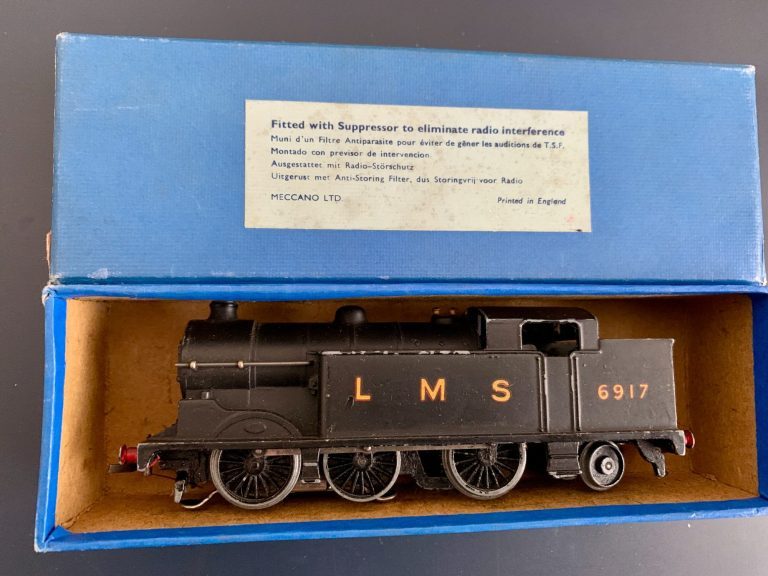 Fitted with Suppressor to eliminate radio interference
Muni d'un Filtre Antiparasite pour éviter de gêner les auditions de T.S.F.
Montado con previsor de intervencion
Ausgestattet mit Radio-Störschutz
Uitgerust met Anti-Storing Filter, dus Storingvrij voor Radio
MECCANO LTD.
Printed in England
L M S
6917